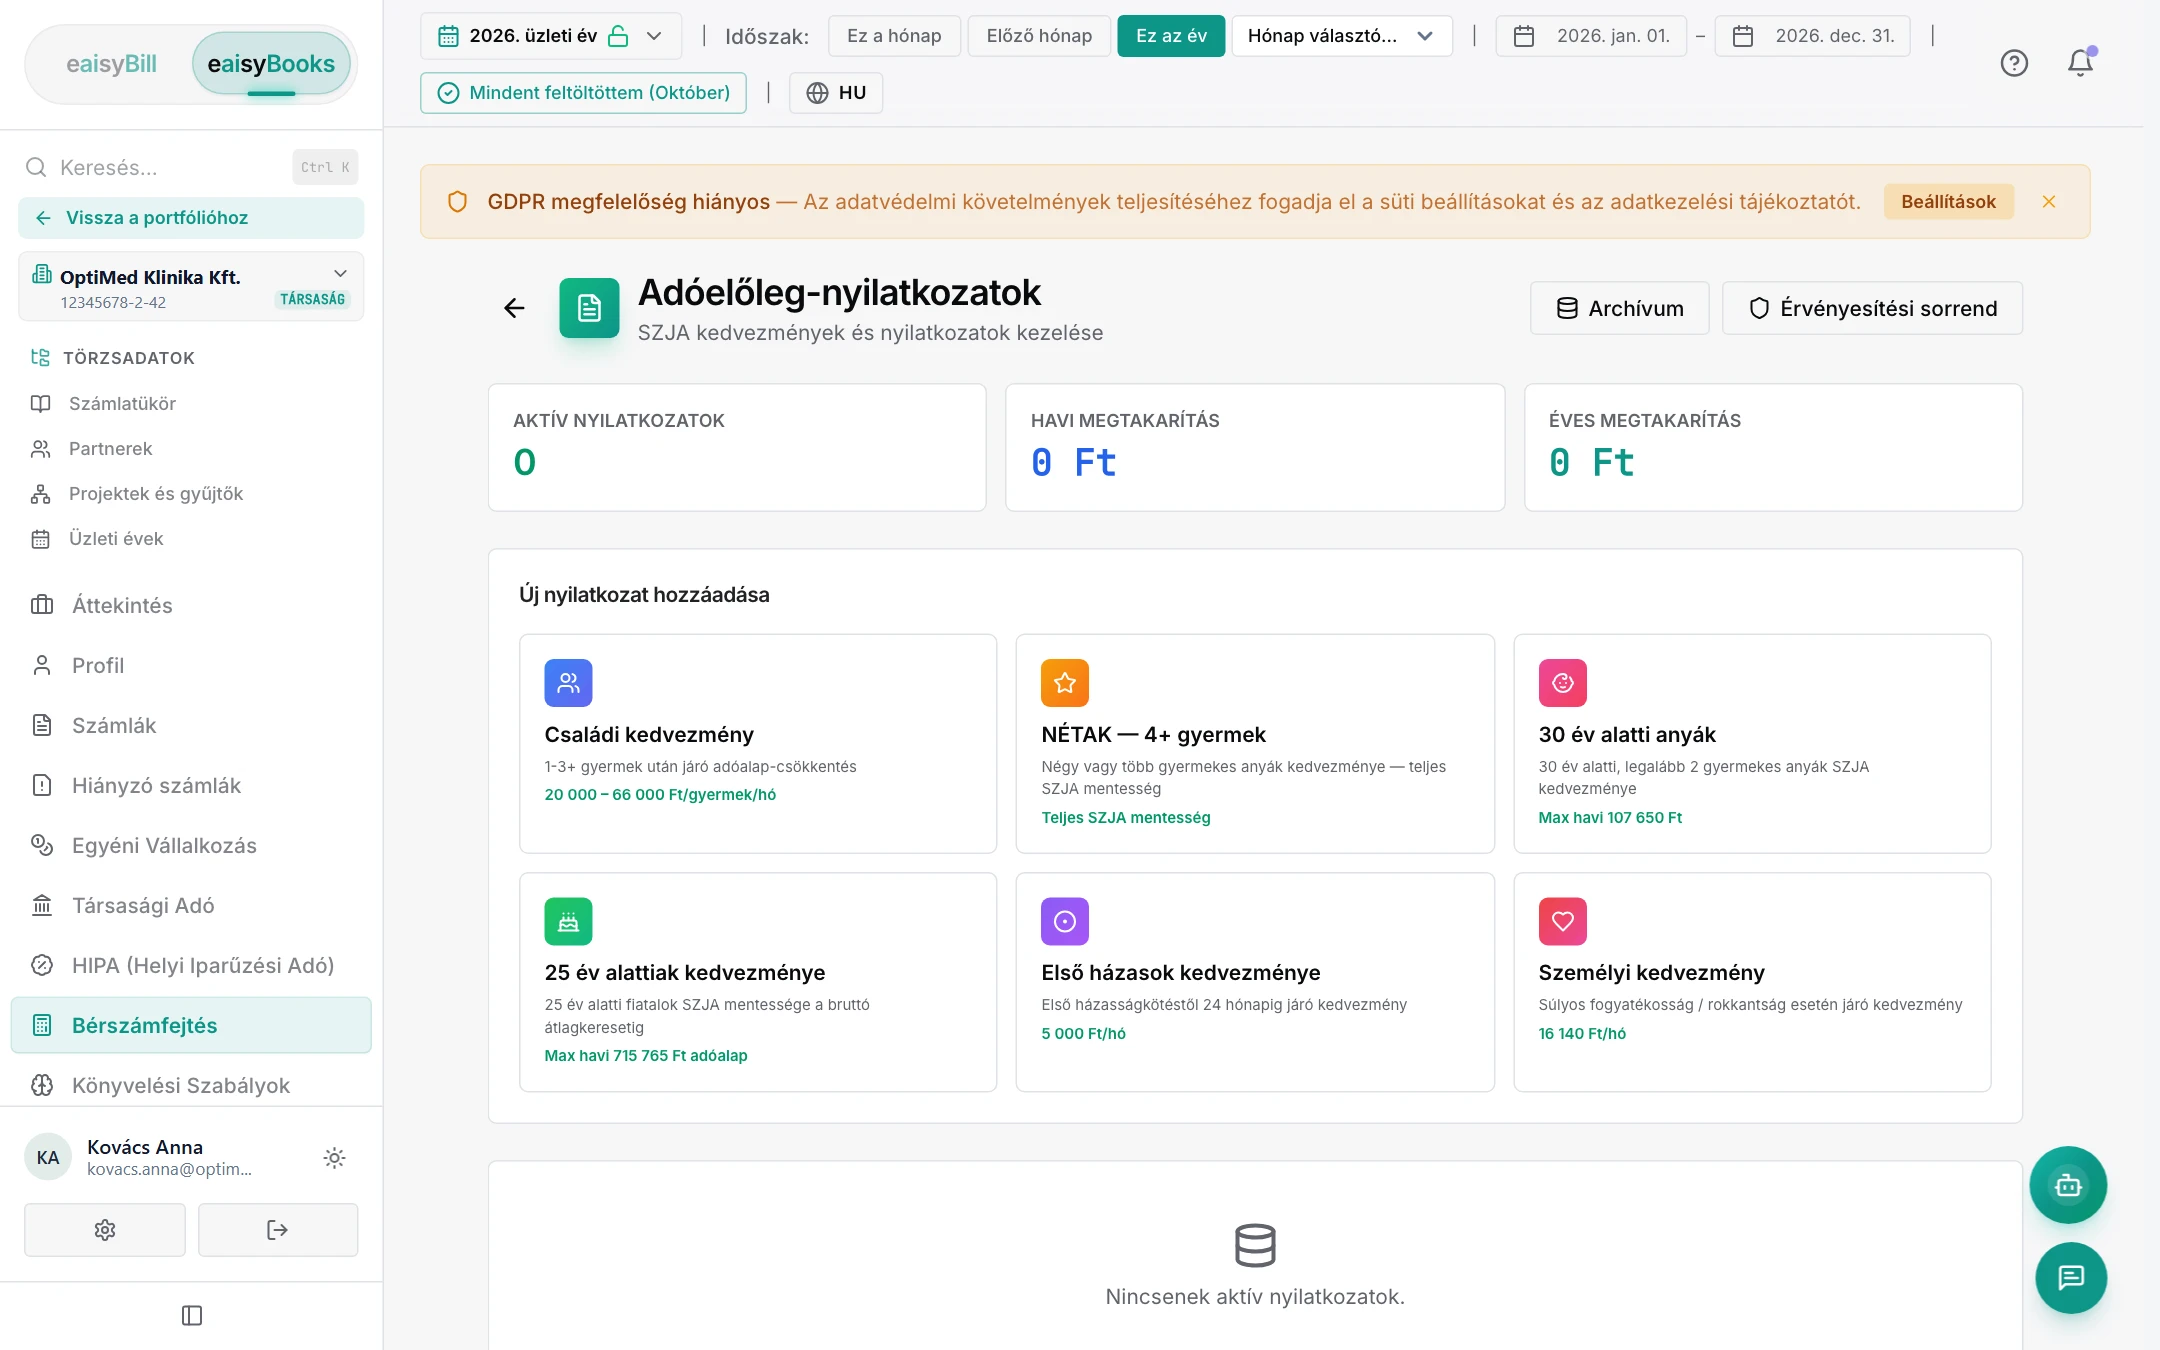 eaisyBill
eaisyBooks
Keresés...
Ctrl K
Vissza a portfólióhoz
OptiMed Klinika Kft.
12345678-2-42
TÁRSASÁG
TÖRZSADATOK
Számlatükör
Partnerek
Projektek és gyűjtők
Üzleti évek
Áttekintés
Profil
Számlák
Hiányzó számlák
Egyéni Vállalkozás
Társasági Adó
HIPA (Helyi Iparűzési Adó)
Bérszámfejtés
Könyvelési Szabályok
KA
Kovács Anna
kovacs.anna@optim...
2026. üzleti év
Időszak:
Ez a hónap
Előző hónap
Ez az év
Hónap választó...
2026. jan. 01.
–
2026. dec. 31.
Mindent feltöltöttem (Október)
HU
GDPR megfelelőség hiányos — Az adatvédelmi követelmények teljesítéséhez fogadja el a süti beállításokat és az adatkezelési tájékoztatót.
Beállítások
Adóelőleg-nyilatkozatok
SZJA kedvezmények és nyilatkozatok kezelése
Archívum
Érvényesítési sorrend
AKTÍV NYILATKOZATOK
0
HAVI MEGTAKARÍTÁS
0 Ft
ÉVES MEGTAKARÍTÁS
0 Ft
Új nyilatkozat hozzáadása
Családi kedvezmény
1-3+ gyermek után járó adóalap-csökkentés
20 000 – 66 000 Ft/gyermek/hó
NÉTAK — 4+ gyermek
Négy vagy több gyermekes anyák kedvezménye — teljes
SZJA mentesség
Teljes SZJA mentesség
30 év alatti anyák
30 év alatti, legalább 2 gyermekes anyák SZJA
kedvezménye
Max havi 107 650 Ft
25 év alattiak kedvezménye
25 év alatti fiatalok SZJA mentessége a bruttó
átlagkeresetig
Max havi 715 765 Ft adóalap
Első házasok kedvezménye
Első házasságkötéstől 24 hónapig járó kedvezmény
5 000 Ft/hó
Személyi kedvezmény
Súlyos fogyatékosság / rokkantság esetén járó kedvezmény
16 140 Ft/hó
Nincsenek aktív nyilatkozatok.